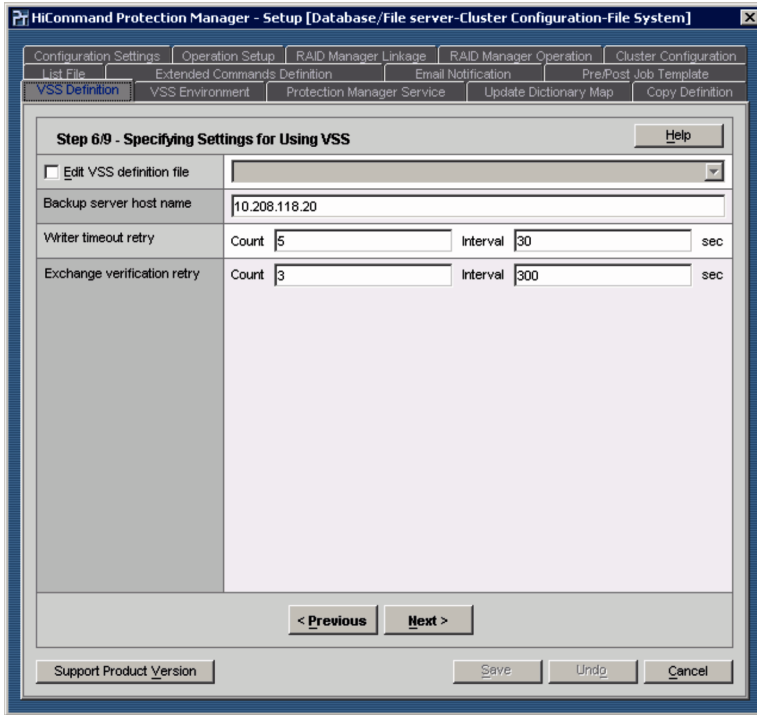 HiCommand Protection Manager - Setup [Database/File server-Cluster Configuration-File System]
Configuration Settings Operation Setup RAID Manager Linkage RAID Manager Operation Cluster Configuration
List File Extended Commands Definition Email Notification Pre/Post Job Template
VSS Definition VSS Environment Protection Manager Service Update Dictionary Map Copy Definition
Step 6/9 - Specifying Settings for Using VSS Help
Edit VSS definition file
Backup server host name 10.208.118.20
Writer timeout retry Count 5 Interval 30 sec
Exchange verification retry Count 3 Interval 300 sec
< Previous Next >
Support Product Version Save Undo Cancel